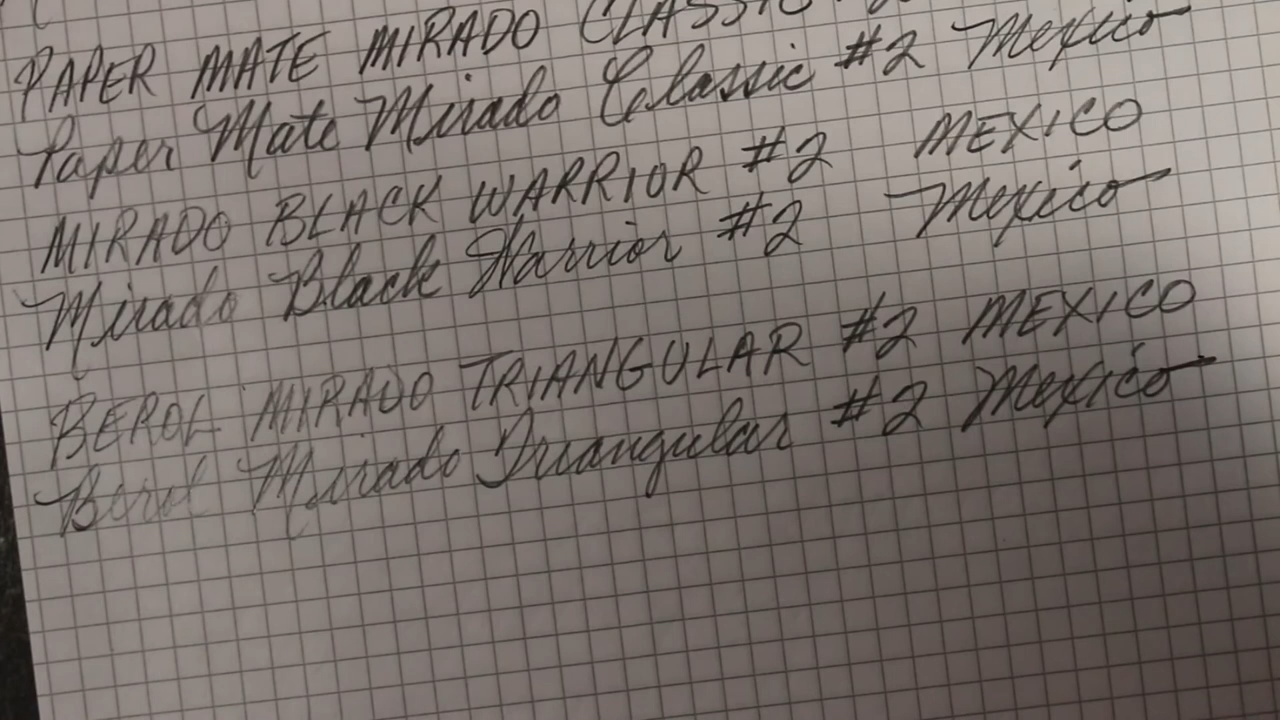 PAPER MATE MIRADO CLASSIC
Paper Mate Mirado Classic #2 Mexico
MIRADO BLACK WARRIOR #2 MEXICO
Mirado Black Warrior #2 Mexico
BEROL MIRADO TRIANGULAR #2 MEXICO
Berol Mirado Triangular #2 Mexico